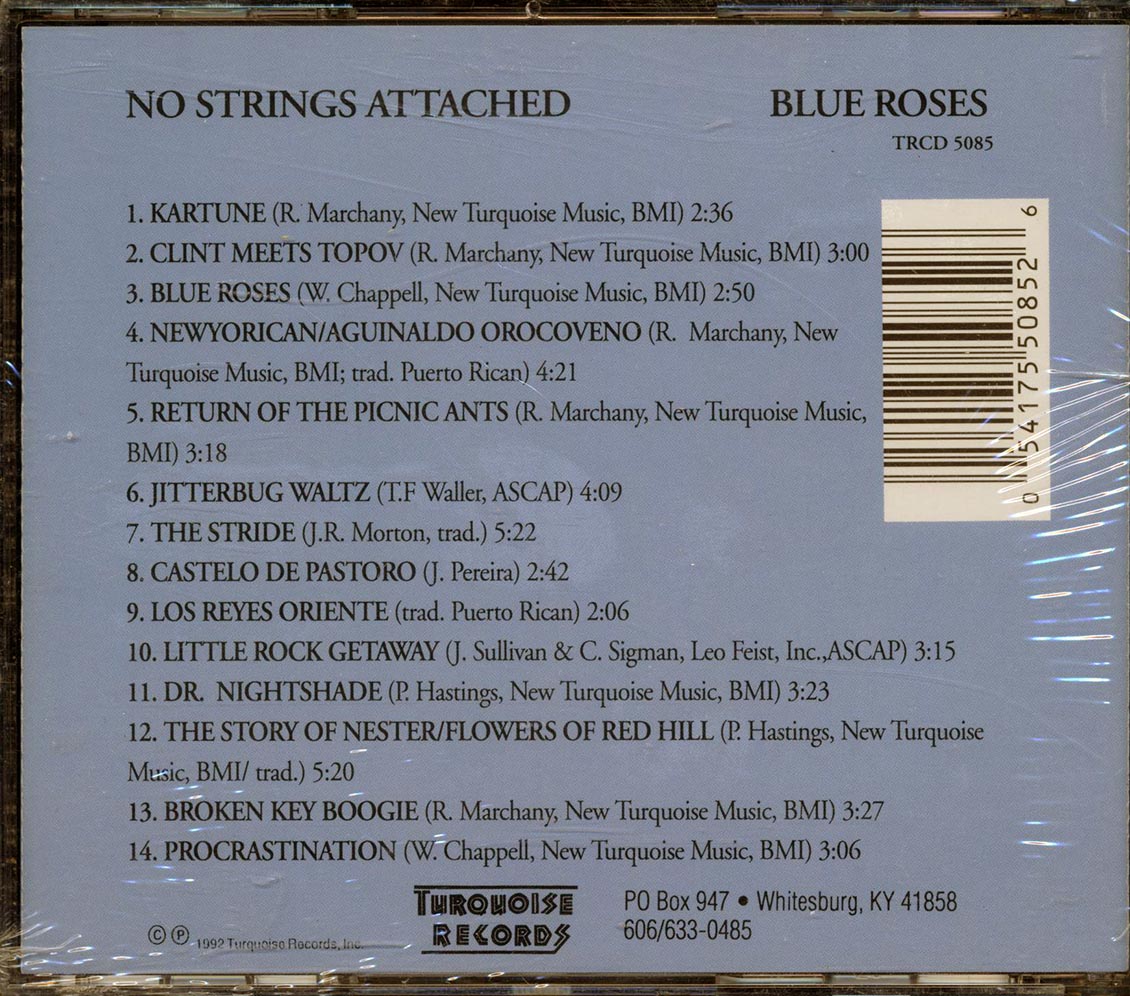 NO STRINGS ATTACHED BLUE ROSES
TRCD 5085
1. KARTUNE (R. Marchany, New Turquoise Music, BMI) 2:36
2. CLINT MEETS TOPOV (R. Marchany, New Turquoise Music, BMI) 3:00
3. BLUE ROSES (W. Chappell, New Turquoise Music, BMI) 2:50
4. NEWYORICAN/AGUINALDO OROCOVENO (R. Marchany, New
Turquoise Music, BMI; trad. Puerto Rican) 4:21
5. RETURN OF THE PICNIC ANTS (R. Marchany, New Turquoise Music,
BMI) 3:18
6. JITTERBUG WALTZ (T.F Waller, ASCAP) 4:09
7. THE STRIDE (J.R. Morton, trad.) 5:22
8. CASTELO DE PASTORO (J. Pereira) 2:42
9. LOS REYES ORIENTE (trad. Puerto Rican) 2:06
10. LITTLE ROCK GETAWAY (J. Sullivan & C. Sigman, Leo Feist, Inc.,ASCAP) 3:15
11. DR. NIGHTSHADE (P. Hastings, New Turquoise Music, BMI) 3:23
12. THE STORY OF NESTER/FLOWERS OF RED HILL (P. Hastings, New Turquoise
Music, BMI/ trad.) 5:20
13. BROKEN KEY BOOGIE (R. Marchany, New Turquoise Music, BMI) 3:27
14. PROCRASTINATION (W. Chappell, New Turquoise Music, BMI) 3:06
0 54175 50852 6
© ℗ 1992 Turquoise Records, Inc.
TURQUOISE
RECORDS
PO Box 947 • Whitesburg, KY 41858
606/633-0485